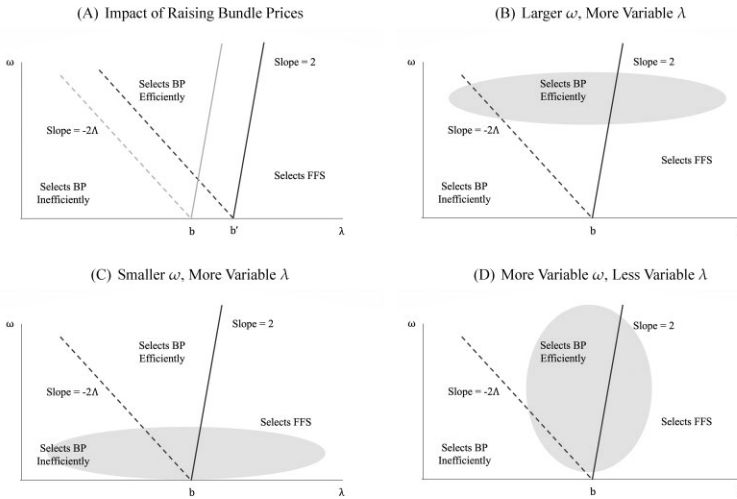 (A) Impact of Raising Bundle Prices
ω
Slope = 2
Selects BP
Efficiently
Slope = -2Λ
Selects FFS
Selects BP
Inefficiently
b
b'
λ
(B) Larger ω, More Variable λ
ω
Slope = 2
Selects BP
Efficiently
Slope = -2Λ
Selects FFS
Selects BP
Inefficiently
b
(C) Smaller ω, More Variable λ
ω
Slope = 2
Selects BP
Efficiently
Slope = -2Λ
Selects FFS
Selects BP
Inefficiently
b
λ
(D) More Variable ω, Less Variable λ
ω
Slope = 2
Selects BP
Efficiently
Slope = -2Λ
Selects FFS
Selects BP
Inefficiently
b